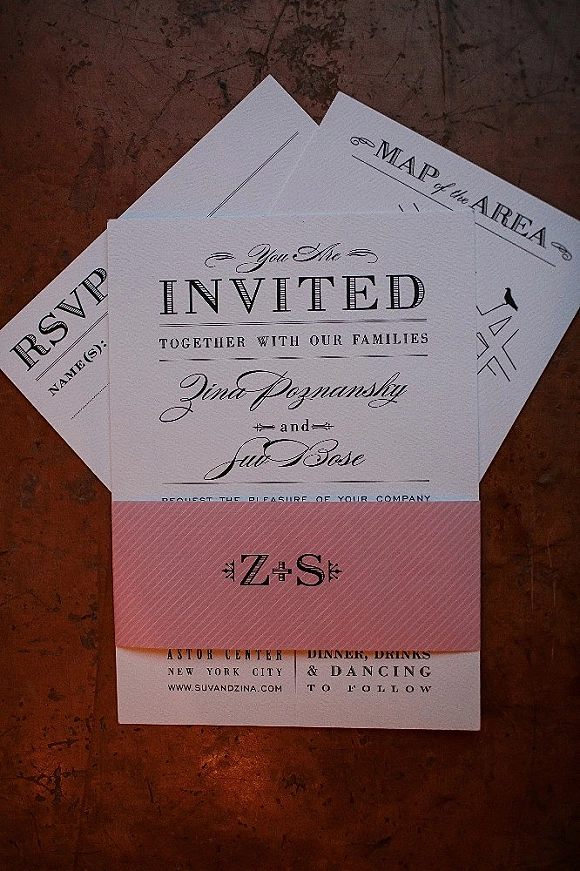 You Are
INVITED
TOGETHER WITH OUR FAMILIES
Zina Poznansky
and
Suv Bose
REQUEST THE PLEASURE OF YOUR COMPANY
Z+S
ASTOR CENTER
NEW YORK CITY
WWW.SUVANDZINA.COM
DINNER, DRINKS
& DANCING
TO FOLLOW
RSVP
NAME(S):
MAP of the AREA